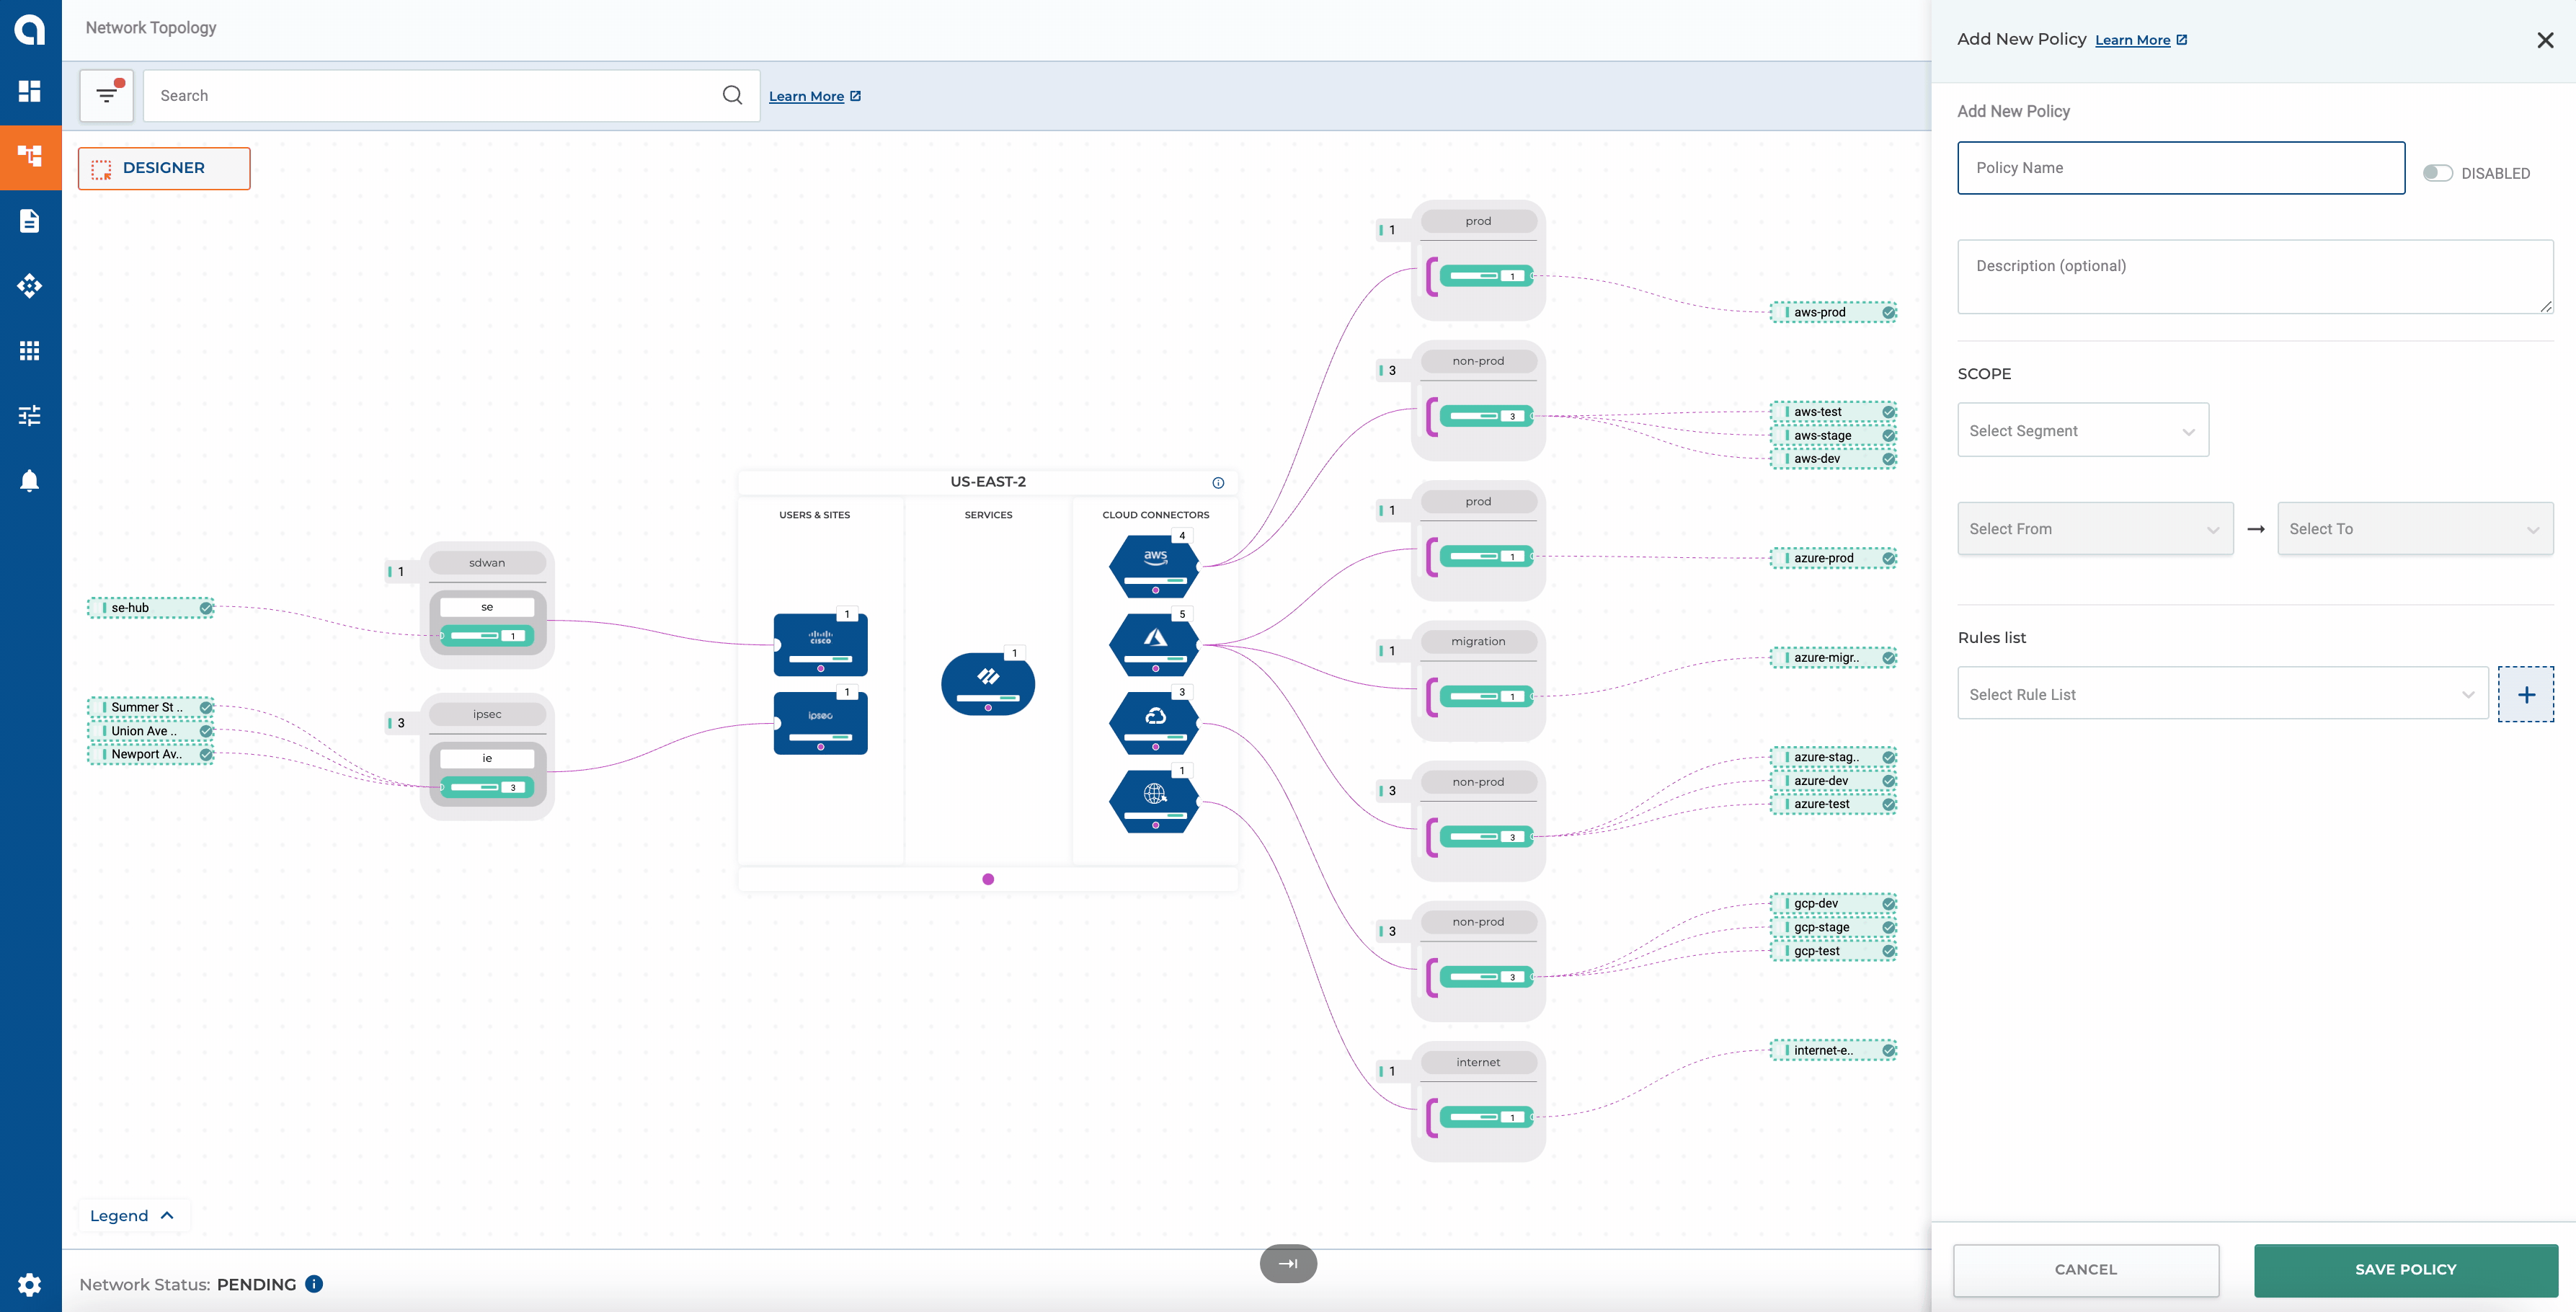 Network Topology
Search
Learn More
DESIGNER
se-hub
Summer St ..
Union Ave ..
Newport Av..
1
sdwan
se
1
3
ipsec
ie
3
US-EAST-2
USERS & SITES
SERVICES
CLOUD CONNECTORS
1
cisco
1
ipsec
1
4
aws
5
3
1
1
prod
1
3
non-prod
3
1
prod
1
1
migration
1
3
non-prod
3
3
non-prod
3
1
internet
1
aws-prod
aws-test
aws-stage
aws-dev
azure-prod
azure-migr..
azure-stag..
azure-dev
azure-test
gcp-dev
gcp-stage
gcp-test
internet-e..
Legend
Network Status: PENDING
Add New Policy Learn More
Add New Policy
Policy Name
DISABLED
Description (optional)
SCOPE
Select Segment
Select From
Select To
Rules list
Select Rule List
CANCEL
SAVE POLICY